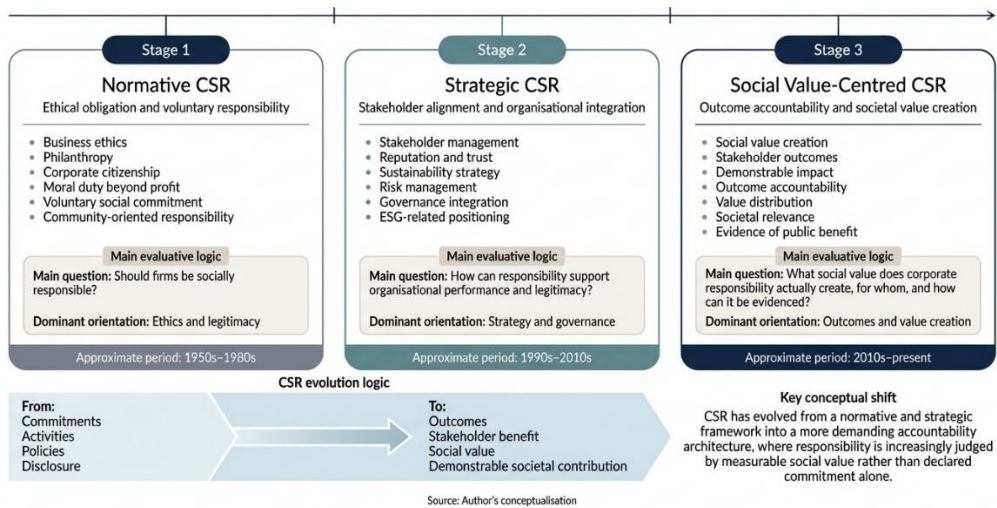 Stage 1
Normative CSR
Ethical obligation and voluntary responsibility
• Business ethics
• Philanthropy
• Corporate citizenship
• Moral duty beyond profit
• Voluntary social commitment
• Community-oriented responsibility
Main evaluative logic
Main question: Should firms be socially
responsible?
Dominant orientation: Ethics and legitimacy
Approximate period: 1950s–1980s
Stage 2
Strategic CSR
Stakeholder alignment and organisational integration
• Stakeholder management
• Reputation and trust
• Sustainability strategy
• Risk management
• Governance integration
• ESG-related positioning
Main evaluative logic
Main question: How can responsibility support
organisational performance and legitimacy?
Dominant orientation: Strategy and governance
Approximate period: 1990s–2010s
Stage 3
Social Value-Centred CSR
Outcome accountability and societal value creation
• Social value creation
• Stakeholder outcomes
• Demonstrable impact
• Outcome accountability
• Value distribution
• Societal relevance
• Evidence of public benefit
Main evaluative logic
Main question: What social value does corporate
responsibility actually create, for whom, and how
can it be evidenced?
Dominant orientation: Outcomes and value creation
Approximate period: 2010s–present
CSR evolution logic
From:
Commitments
Activities
Policies
Disclosure
To:
Outcomes
Stakeholder benefit
Social value
Demonstrable societal contribution
Key conceptual shift
CSR has evolved from a normative and strategic
framework into a more demanding accountability
architecture, where responsibility is increasingly judged
by measurable social value rather than declared
commitment alone.
Source: Author's conceptualisation